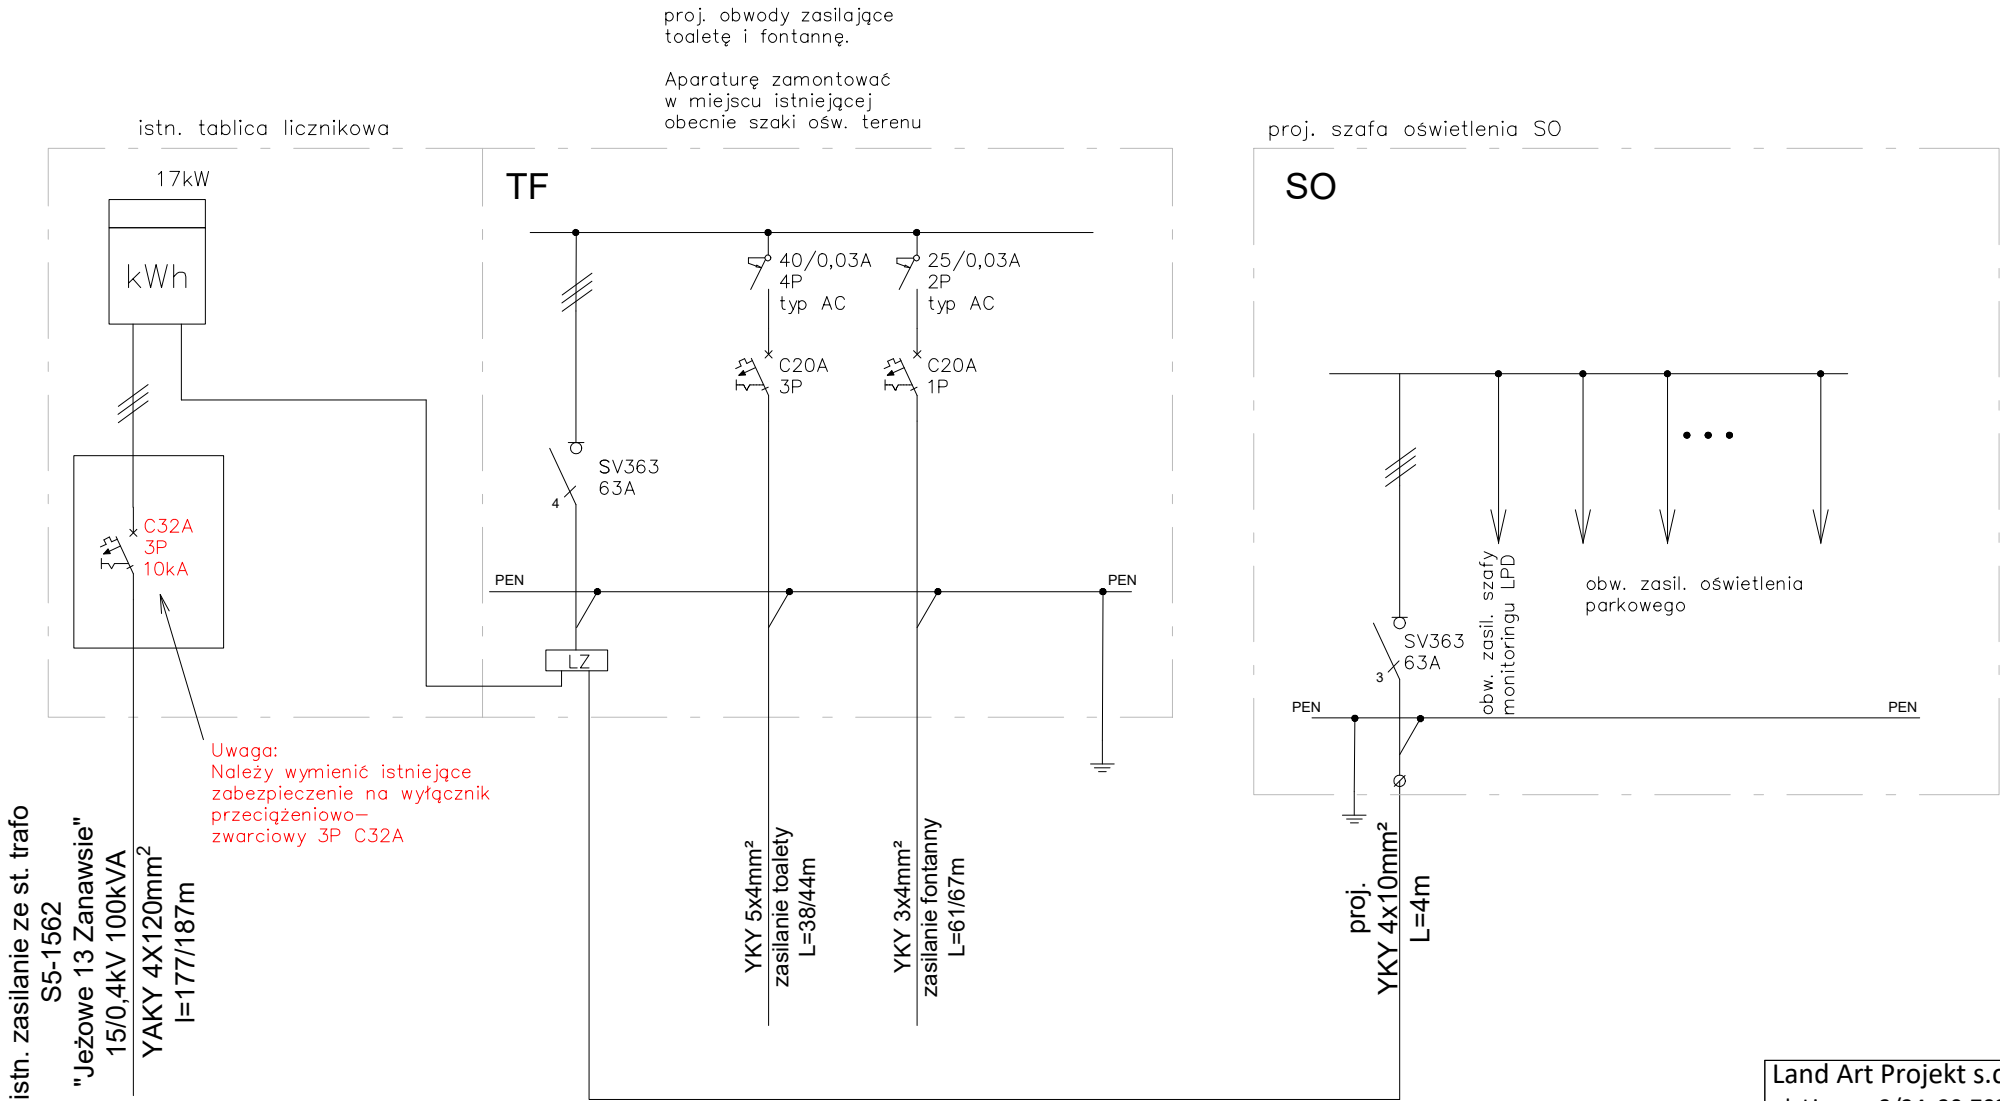 proj. obwody zasilające
toaletę i fontannę.
Aparaturę zamontować
w miejscu istniejącej
obecnie szaki ośw. terenu
istn. tablica licznikowa
proj. szafa oświetlenia SO
17kW
kWh
TF
SO
40/0,03A
4P
typ AC
25/0,03A
2P
typ AC
C20A
3P
C20A
1P
SV363
63A
4
C32A
3P
10kA
PEN
PEN
LZ
obw. zasil. szafy
monitoringu LPD
obw. zasil. oświetlenia
parkowego
SV363
63A
3
PEN
PEN
Uwaga:
Należy wymienić istniejące
zabezpieczenie na wyłącznik
przeciążeniowo–
zwarciowy 3P C32A
istn. zasilanie ze st. trafo
S5-1562
"Jeżowe 13 Zanawsie"
15/0,4kV 100kVA
YAKY 4X120mm²
l=177/187m
YKY 5x4mm²
zasilanie toalety
L=38/44m
YKY 3x4mm²
zasilanie fontanny
L=61/67m
proj.
YKY 4x10mm²
L=4m
Land Art Projekt s.c